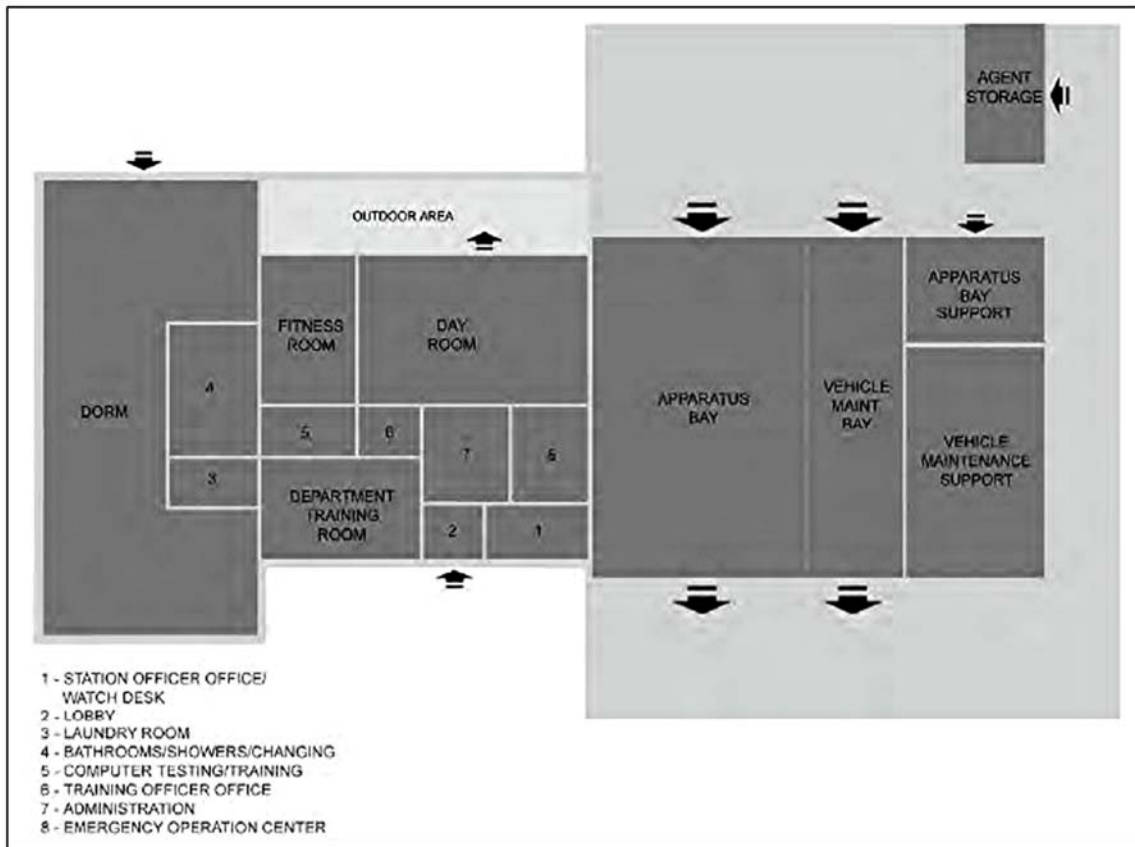 AGENT
STORAGE
OUTDOOR AREA
FITNESS
ROOM
DAY
ROOM
APPARATUS
BAY
SUPPORT
DORM
4
APPARATUS
BAY
VEHICLE
MAINT
BAY
5
6
7
8
VEHICLE
MAINTENANCE
SUPPORT
3
DEPARTMENT
TRAINING
ROOM
2
1
1 - STATION OFFICER OFFICE/
WATCH DESK
2 - LOBBY
3 - LAUNDRY ROOM
4 - BATHROOMS/SHOWERS/CHANGING
5 - COMPUTER TESTING/TRAINING
6 - TRAINING OFFICER OFFICE
7 - ADMINISTRATION
8 - EMERGENCY OPERATION CENTER